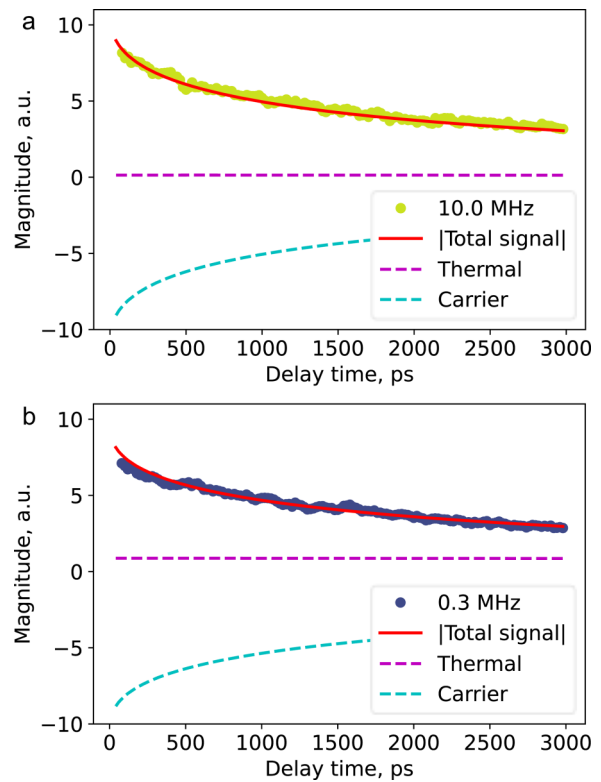 a
10
5
0
−5
−10
Magnitude, a.u.
10.0 MHz
|Total signal|
Thermal
Carrier
0 500 1000 1500 2000 2500 3000
Delay time, ps
b
10
5
0
−5
−10
Magnitude, a.u.
0.3 MHz
|Total signal|
Thermal
Carrier
0 500 1000 1500 2000 2500 3000
Delay time, ps